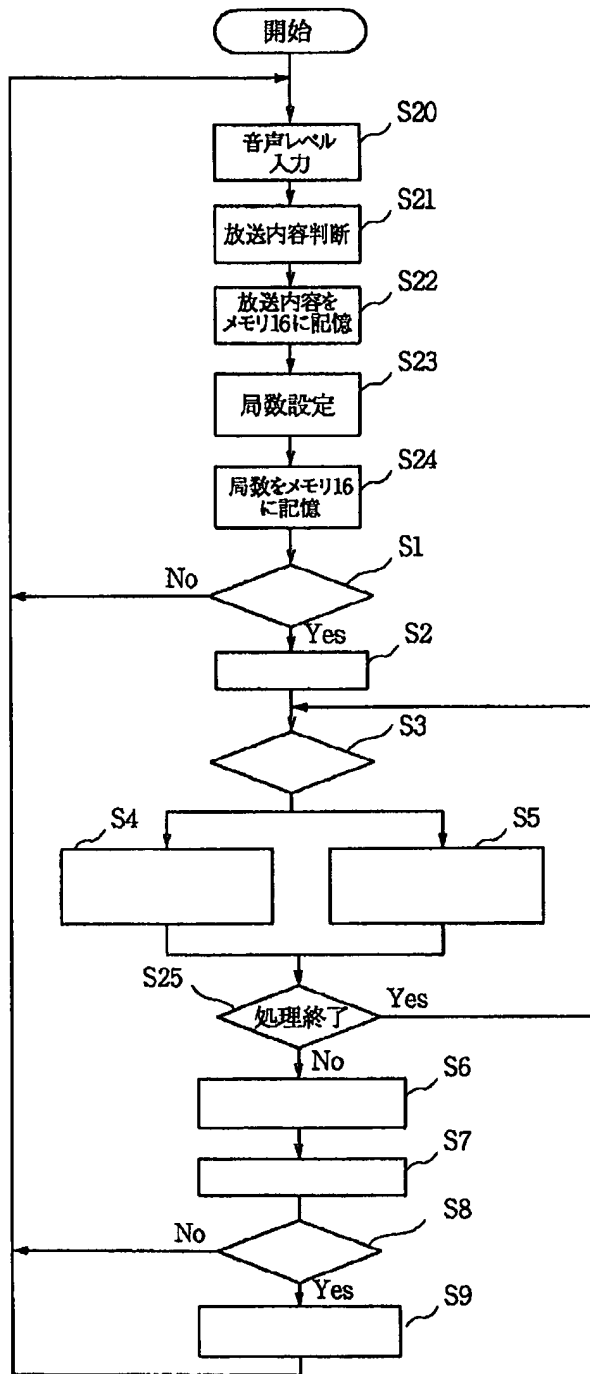 開始
S20
音声レベル
入力
S21
放送内容判断
S22
放送内容を
メモリ16に記憶
S23
局数設定
S24
局数をメモリ16
に記憶
S1
No
Yes
S2
S3
S4
S5
S25
処理終了
Yes
No
S6
S7
S8
No
Yes
S9